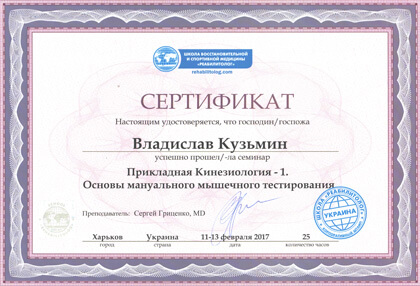 ШКОЛА ВОССТАНОВИТЕЛЬНОЙ
И СПОРТИВНОЙ МЕДИЦИНЫ
«РЕАБИЛИТОЛОГ»
rehabilitolog.com
СЕРТИФИКАТ
Настоящим удостоверяется, что господин/госпожа
Владислав Кузьмин
успешно прошел/-ла семинар
Прикладная Кинезиология - 1.
Основы мануального мышечного тестирования
Преподаватель: Сергей Гриценко, MD
Харьков Украина 11-13 февраля 2017 25
город страна дата количество часов
ШКОЛА «РЕАБИЛИТОЛОГ»
УКРАИНА